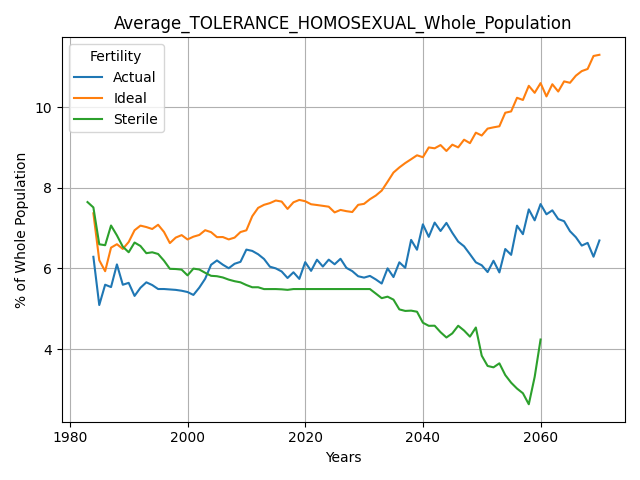 Average_TOLERANCE_HOMOSEXUAL_Whole_Population
Fertility
Actual
Ideal
Sterile
% of Whole Population
10
8
6
4
1980
2000
2020
2040
2060
Years